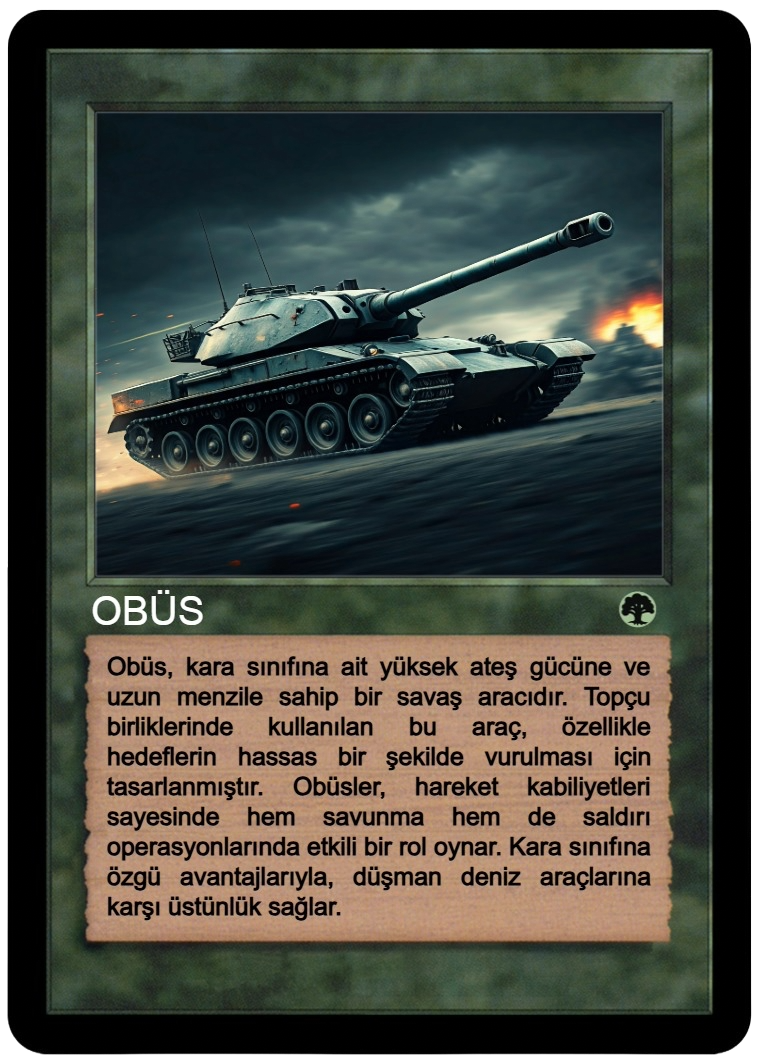 OBÜS
Obüs, kara sınıfına ait yüksek ateş gücüne ve
uzun menzile sahip bir savaş aracıdır. Topçu
birliklerinde kullanılan bu araç, özellikle
hedeflerin hassas bir şekilde vurulması için
tasarlanmıştır. Obüsler, hareket kabiliyetleri
sayesinde hem savunma hem de saldırı
operasyonlarında etkili bir rol oynar. Kara sınıfına
özgü avantajlarıyla, düşman deniz araçlarına
karşı üstünlük sağlar.